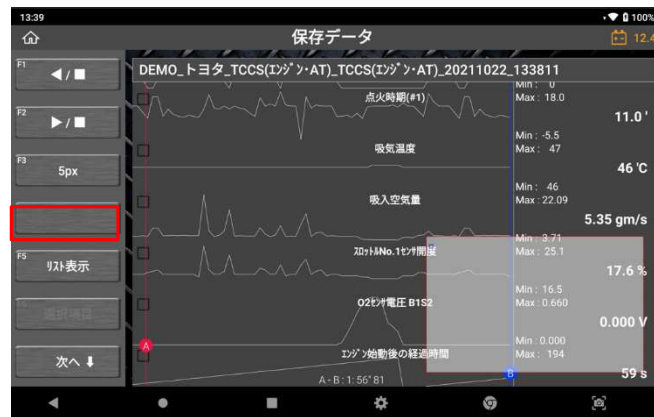 13:39
100%
保存データ
12.4
F1
◀/■
DEMO_トヨタ_TCCS(ｴﾝｼﾞﾝ･AT)_TCCS(ｴﾝｼﾞﾝ･AT)_20211022_133811
Min : 0
点火時期(#1)
Max : 18.0
11.0 '
F2
▶/■
Min : -5.5
吸気温度
Max : 47
46 'C
F3
5px
Min : 46
吸入空気量
Max : 22.09
5.35 gm/s
Min : 3.71
ｽﾛｯﾄﾙNo.1ｾﾝｻ開度
Max : 25.1
17.6 %
F5
ﾘｽﾄ表示
B
Min : 16.5
O2ｾﾝｻ電圧 B1S2
Max : 0.660
0.000 V
選択項目
Min : 0.000
ｴﾝｼﾞﾝ始動後の経過時間
Max : 194
59 s
次へ ⬇
A
A - B : 1: 56" 81
B